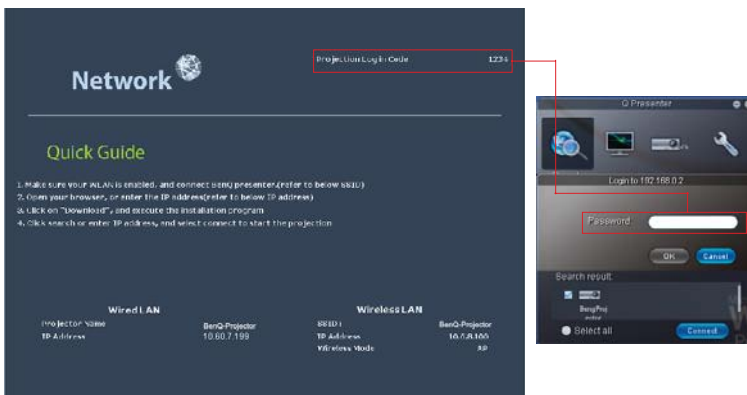 Projection Login Code 1234
Network
Quick Guide
1. Make sure your WLAN is enabled, and connect BenQ presenter.(refer to below SSID)
2. Open your browser, or enter the IP address(refer to below IP address)
3. Click on "Download", and execute the installation program
4. Click search or enter IP address, and select connect to start the projection
Wired LAN
Projector Name BenQ-Projector
IP Address 10.60.7.199
Wireless LAN
SSID: BenQ-Projector
IP Address
Wireless Mode AP
Q Presenter
Login to 192.168.0.2
Password:
OK Cancel
Search result:
BenqProj
ector
Select all Connect